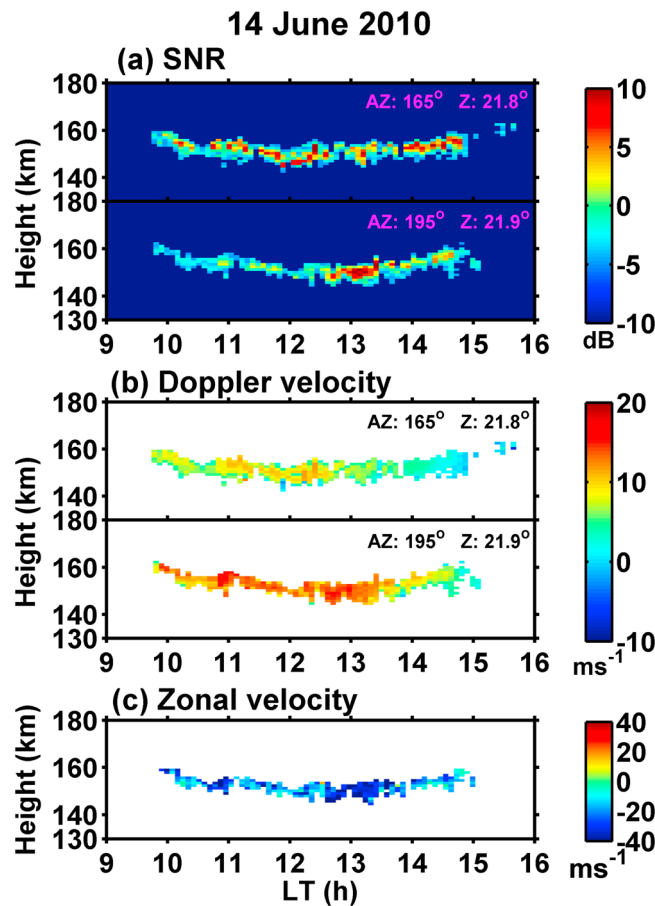 14 June 2010
(a) SNR
180
160
140
AZ: 165° Z: 21.8°
180
160
140
130
AZ: 195° Z: 21.9°
Height (km)
9 10 11 12 13 14 15 16
10
5
0
-5
-10
dB
(b) Doppler velocity
180
160
140
AZ: 165° Z: 21.8°
180
160
140
130
AZ: 195° Z: 21.9°
Height (km)
9 10 11 12 13 14 15 16
20
10
0
-10
ms-1
(c) Zonal velocity
180
160
140
130
Height (km)
9 10 11 12 13 14 15 16
LT (h)
40
20
0
-20
-40
ms-1